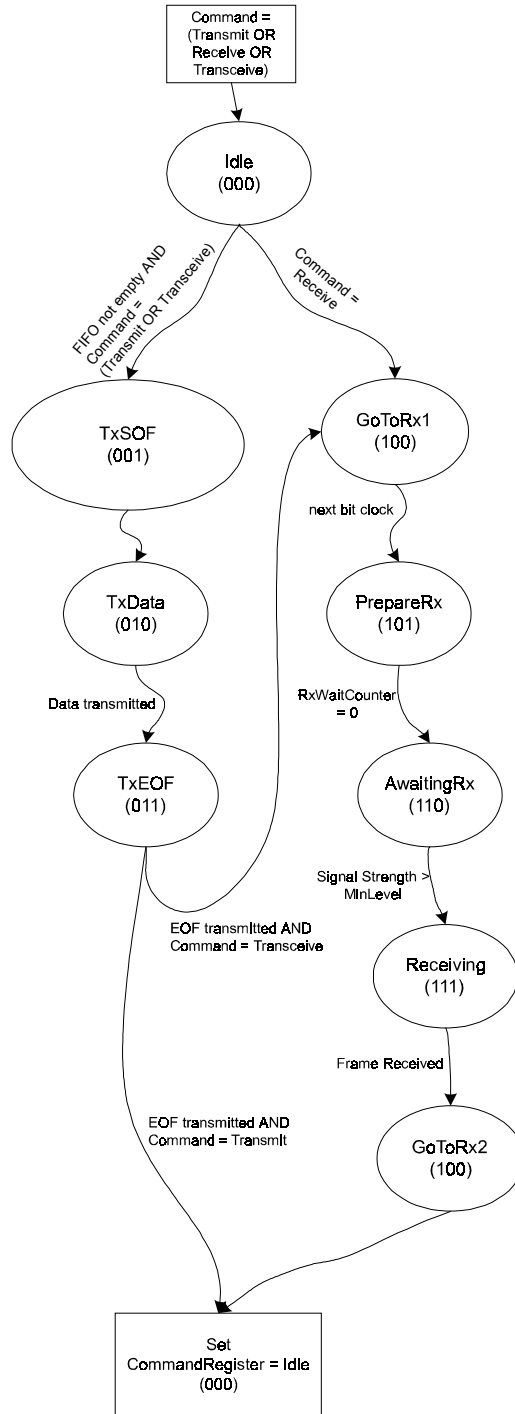 Command =
(Transmit OR
Receive OR
Transceive)
Idle
(000)
FIFO not empty AND
Command =
(Transmit OR Transceive)
Command =
Receive
TxSOF
(001)
GoToRx1
(100)
next bit clock
TxData
(010)
PrepareRx
(101)
Data transmitted
RxWaitCounter
= 0
TxEOF
(011)
AwaitingRx
(110)
Signal Strength >
MinLevel
EOF transmitted AND
Command = Transceive
Receiving
(111)
Frame Received
EOF transmitted AND
Command = Transmit
GoToRx2
(100)
Set
CommandRegister = Idle
(000)